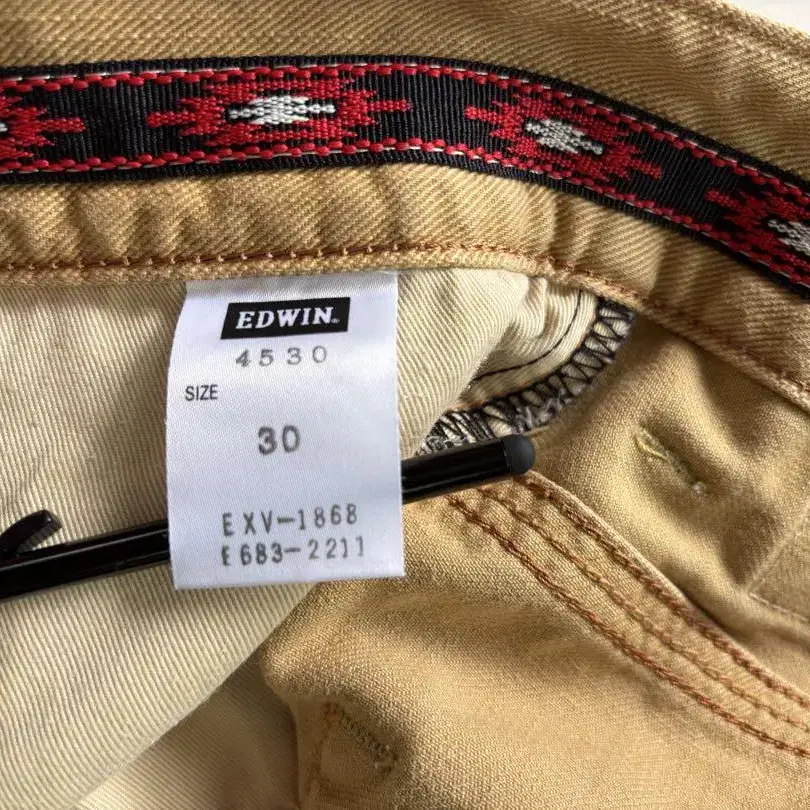 EDWIN.
4530
SIZE
30
EXV-1868
E683-2211